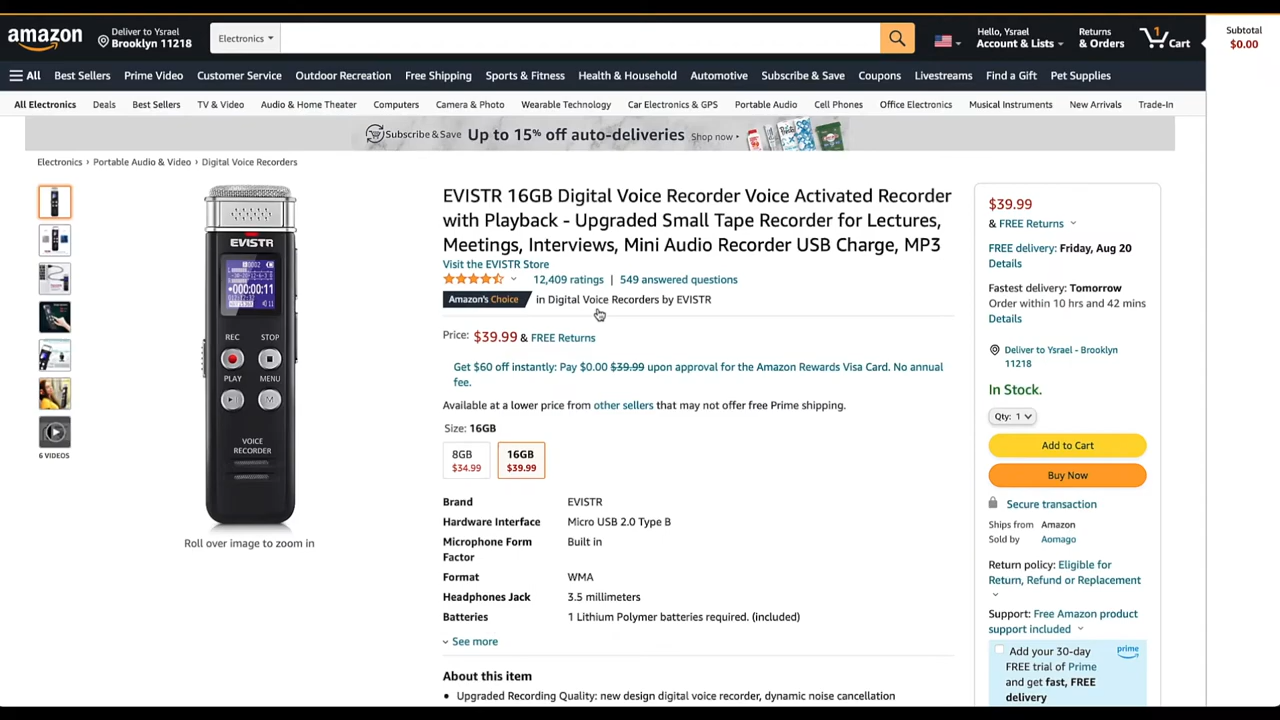 amazon
Deliver to Ysrael
Brooklyn 11218
Electronics
Hello, Ysrael
Account & Lists
Returns
& Orders
1
Cart
Subtotal
$0.00
All
Best Sellers
Prime Video
Customer Service
Outdoor Recreation
Free Shipping
Sports & Fitness
Health & Household
Automotive
Subscribe & Save
Coupons
Livestreams
Find a Gift
Pet Supplies
All Electronics
Deals
Best Sellers
TV & Video
Audio & Home Theater
Computers
Camera & Photo
Wearable Technology
Car Electronics & GPS
Portable Audio
Cell Phones
Office Electronics
Musical Instruments
New Arrivals
Trade-In
Subscribe & Save Up to 15% off auto-deliveries Shop now
Electronics › Portable Audio & Video › Digital Voice Recorders
EVISTR
000:00:11
REC STOP
PLAY MENU
M
VOICE
RECORDER
6 VIDEOS
Roll over image to zoom in
EVISTR 16GB Digital Voice Recorder Voice Activated Recorder
with Playback - Upgraded Small Tape Recorder for Lectures,
Meetings, Interviews, Mini Audio Recorder USB Charge, MP3
Visit the EVISTR Store
12,409 ratings | 549 answered questions
Amazon's Choice in Digital Voice Recorders by EVISTR
Price: $39.99 & FREE Returns
Get $60 off instantly: Pay $0.00 $39.99 upon approval for the Amazon Rewards Visa Card. No annual
fee.
Available at a lower price from other sellers that may not offer free Prime shipping.
Size: 16GB
8GB
$34.99
16GB
$39.99
Brand EVISTR
Hardware Interface Micro USB 2.0 Type B
Microphone Form Built in
Factor
Format WMA
Headphones Jack 3.5 millimeters
Batteries 1 Lithium Polymer batteries required. (included)
See more
About this item
• Upgraded Recording Quality: new design digital voice recorder, dynamic noise cancellation
$39.99
& FREE Returns
FREE delivery: Friday, Aug 20
Details
Fastest delivery: Tomorrow
Order within 10 hrs and 42 mins
Details
Deliver to Ysrael - Brooklyn
11218
In Stock.
Qty: 1
Add to Cart
Buy Now
Secure transaction
Ships from Amazon
Sold by Aomago
Return policy: Eligible for
Return, Refund or Replacement
Support: Free Amazon product
support included
Add your 30-day
FREE trial of Prime
and get fast, FREE
delivery
prime